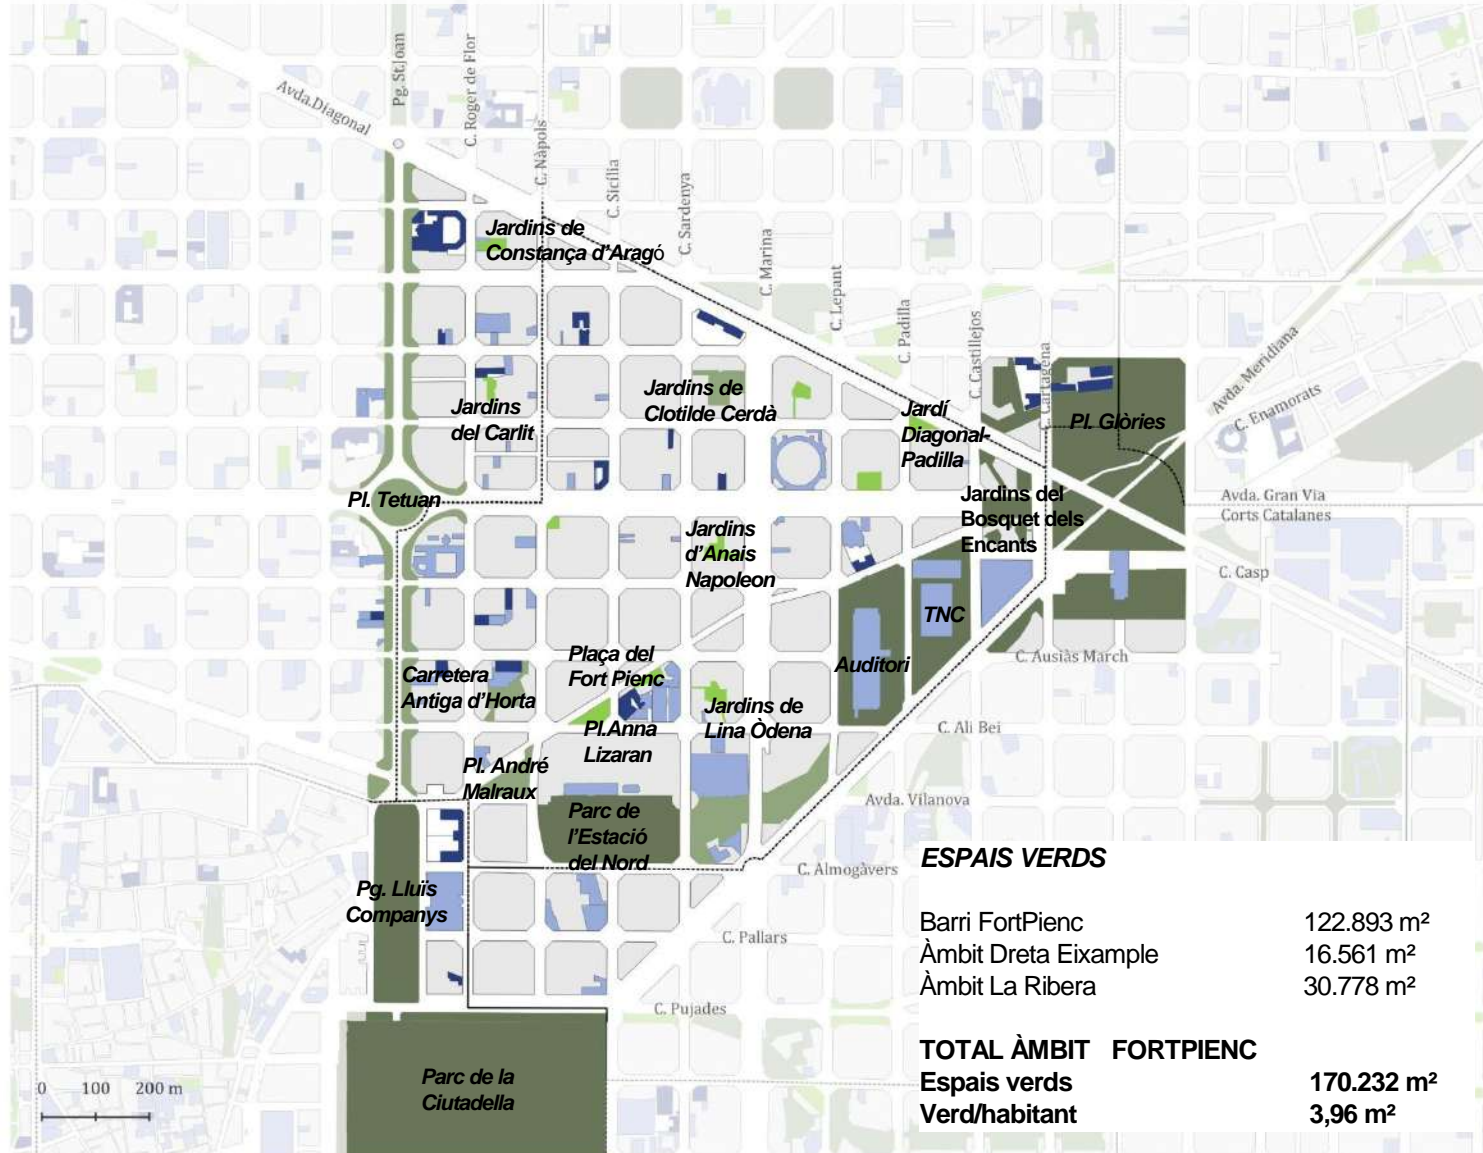 Pg. St.Joan
C. Roger de Flor
Avda.Diagonal
C. Nàpols
C. Sicília
C. Sardenya
C. Marina
C. Lepant
C. Padilla
C. Castillejos
C. Cartagena
Avda. Meridiana
C. Enamorats
Jardins de
Constança d'Aragó
Jardins
del Carlit
Jardins de
Clotilde Cerdà
Jardí
Diagonal-
Padilla
Pl. Glòries
Pl. Tetuan
Jardins del
Bosquet dels
Encants
Avda. Gran Via
Corts Catalanes
Jardins
d'Anais
Napoleon
C. Casp
TNC
Auditori
C. Ausiàs March
Carretera
Antiga d'Horta
Plaça del
Fort Pienc
Jardins de
Lina Òdena
Pl.Anna
Lizaran
C. Ali Bei
Pl. André
Malraux
Avda. Vilanova
Parc de
l'Estació
del Nord
C. Almogàvers
Pg. Lluïs
Companys
C. Pallars
C. Pujades
Parc de la
Ciutadella
0 100 200 m
ESPAIS VERDS
Barri FortPienc 122.893 m²
Àmbit Dreta Eixample 16.561 m²
Àmbit La Ribera 30.778 m²
TOTAL ÀMBIT FORTPIENC
Espais verds 170.232 m²
Verd/habitant 3,96 m²